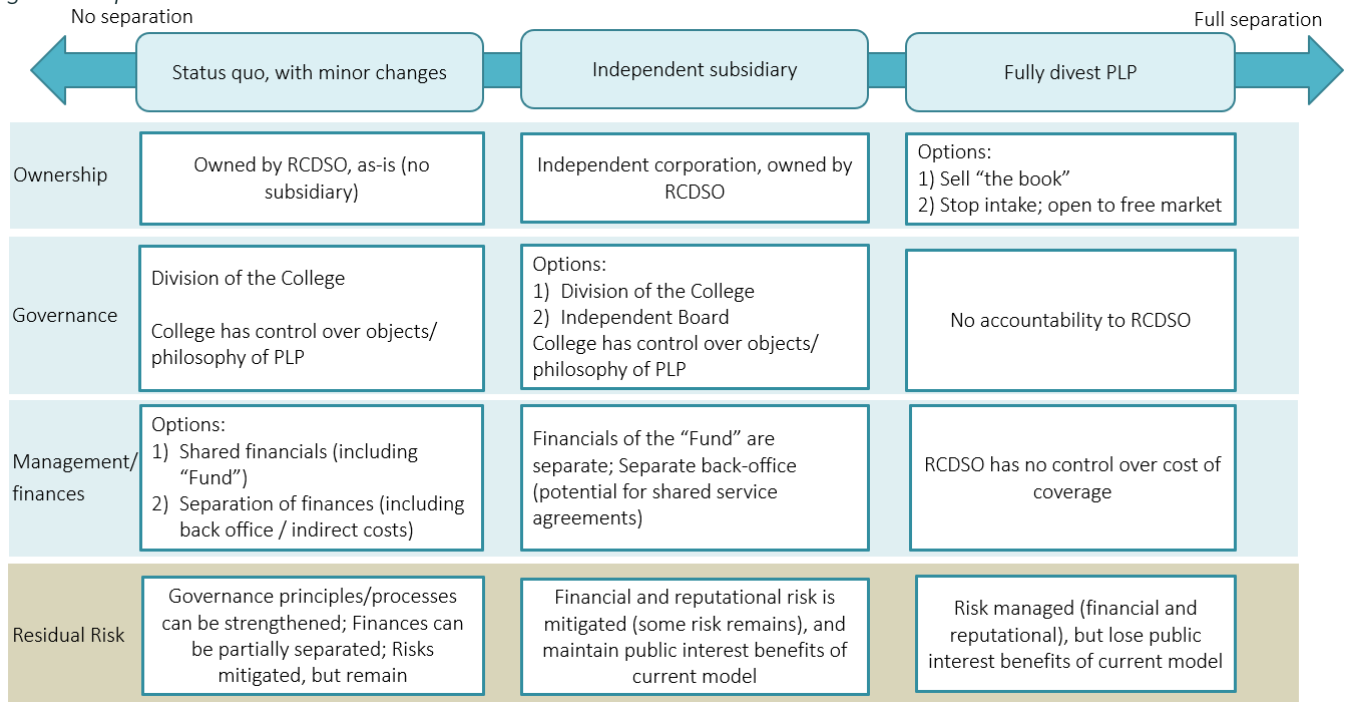 No separation
Full separation
Status quo, with minor changes
Independent subsidiary
Fully divest PLP
Ownership
Owned by RCDSO, as-is (no
subsidiary)
Independent corporation, owned by
RCDSO
Options:
1) Sell “the book”
2) Stop intake; open to free market
Governance
Division of the College
College has control over objects/
philosophy of PLP
Options:
1) Division of the College
2) Independent Board
College has control over objects/
philosophy of PLP
No accountability to RCDSO
Management/
finances
Options:
1) Shared financials (including
“Fund”)
2) Separation of finances (including
back office / indirect costs)
Financials of the “Fund” are
separate; Separate back-office
(potential for shared service
agreements)
RCDSO has no control over cost of
coverage
Residual Risk
Governance principles/processes
can be strengthened; Finances can
be partially separated; Risks
mitigated, but remain
Financial and reputational risk is
mitigated (some risk remains), and
maintain public interest benefits of
current model
Risk managed (financial and
reputational), but lose public
interest benefits of current model